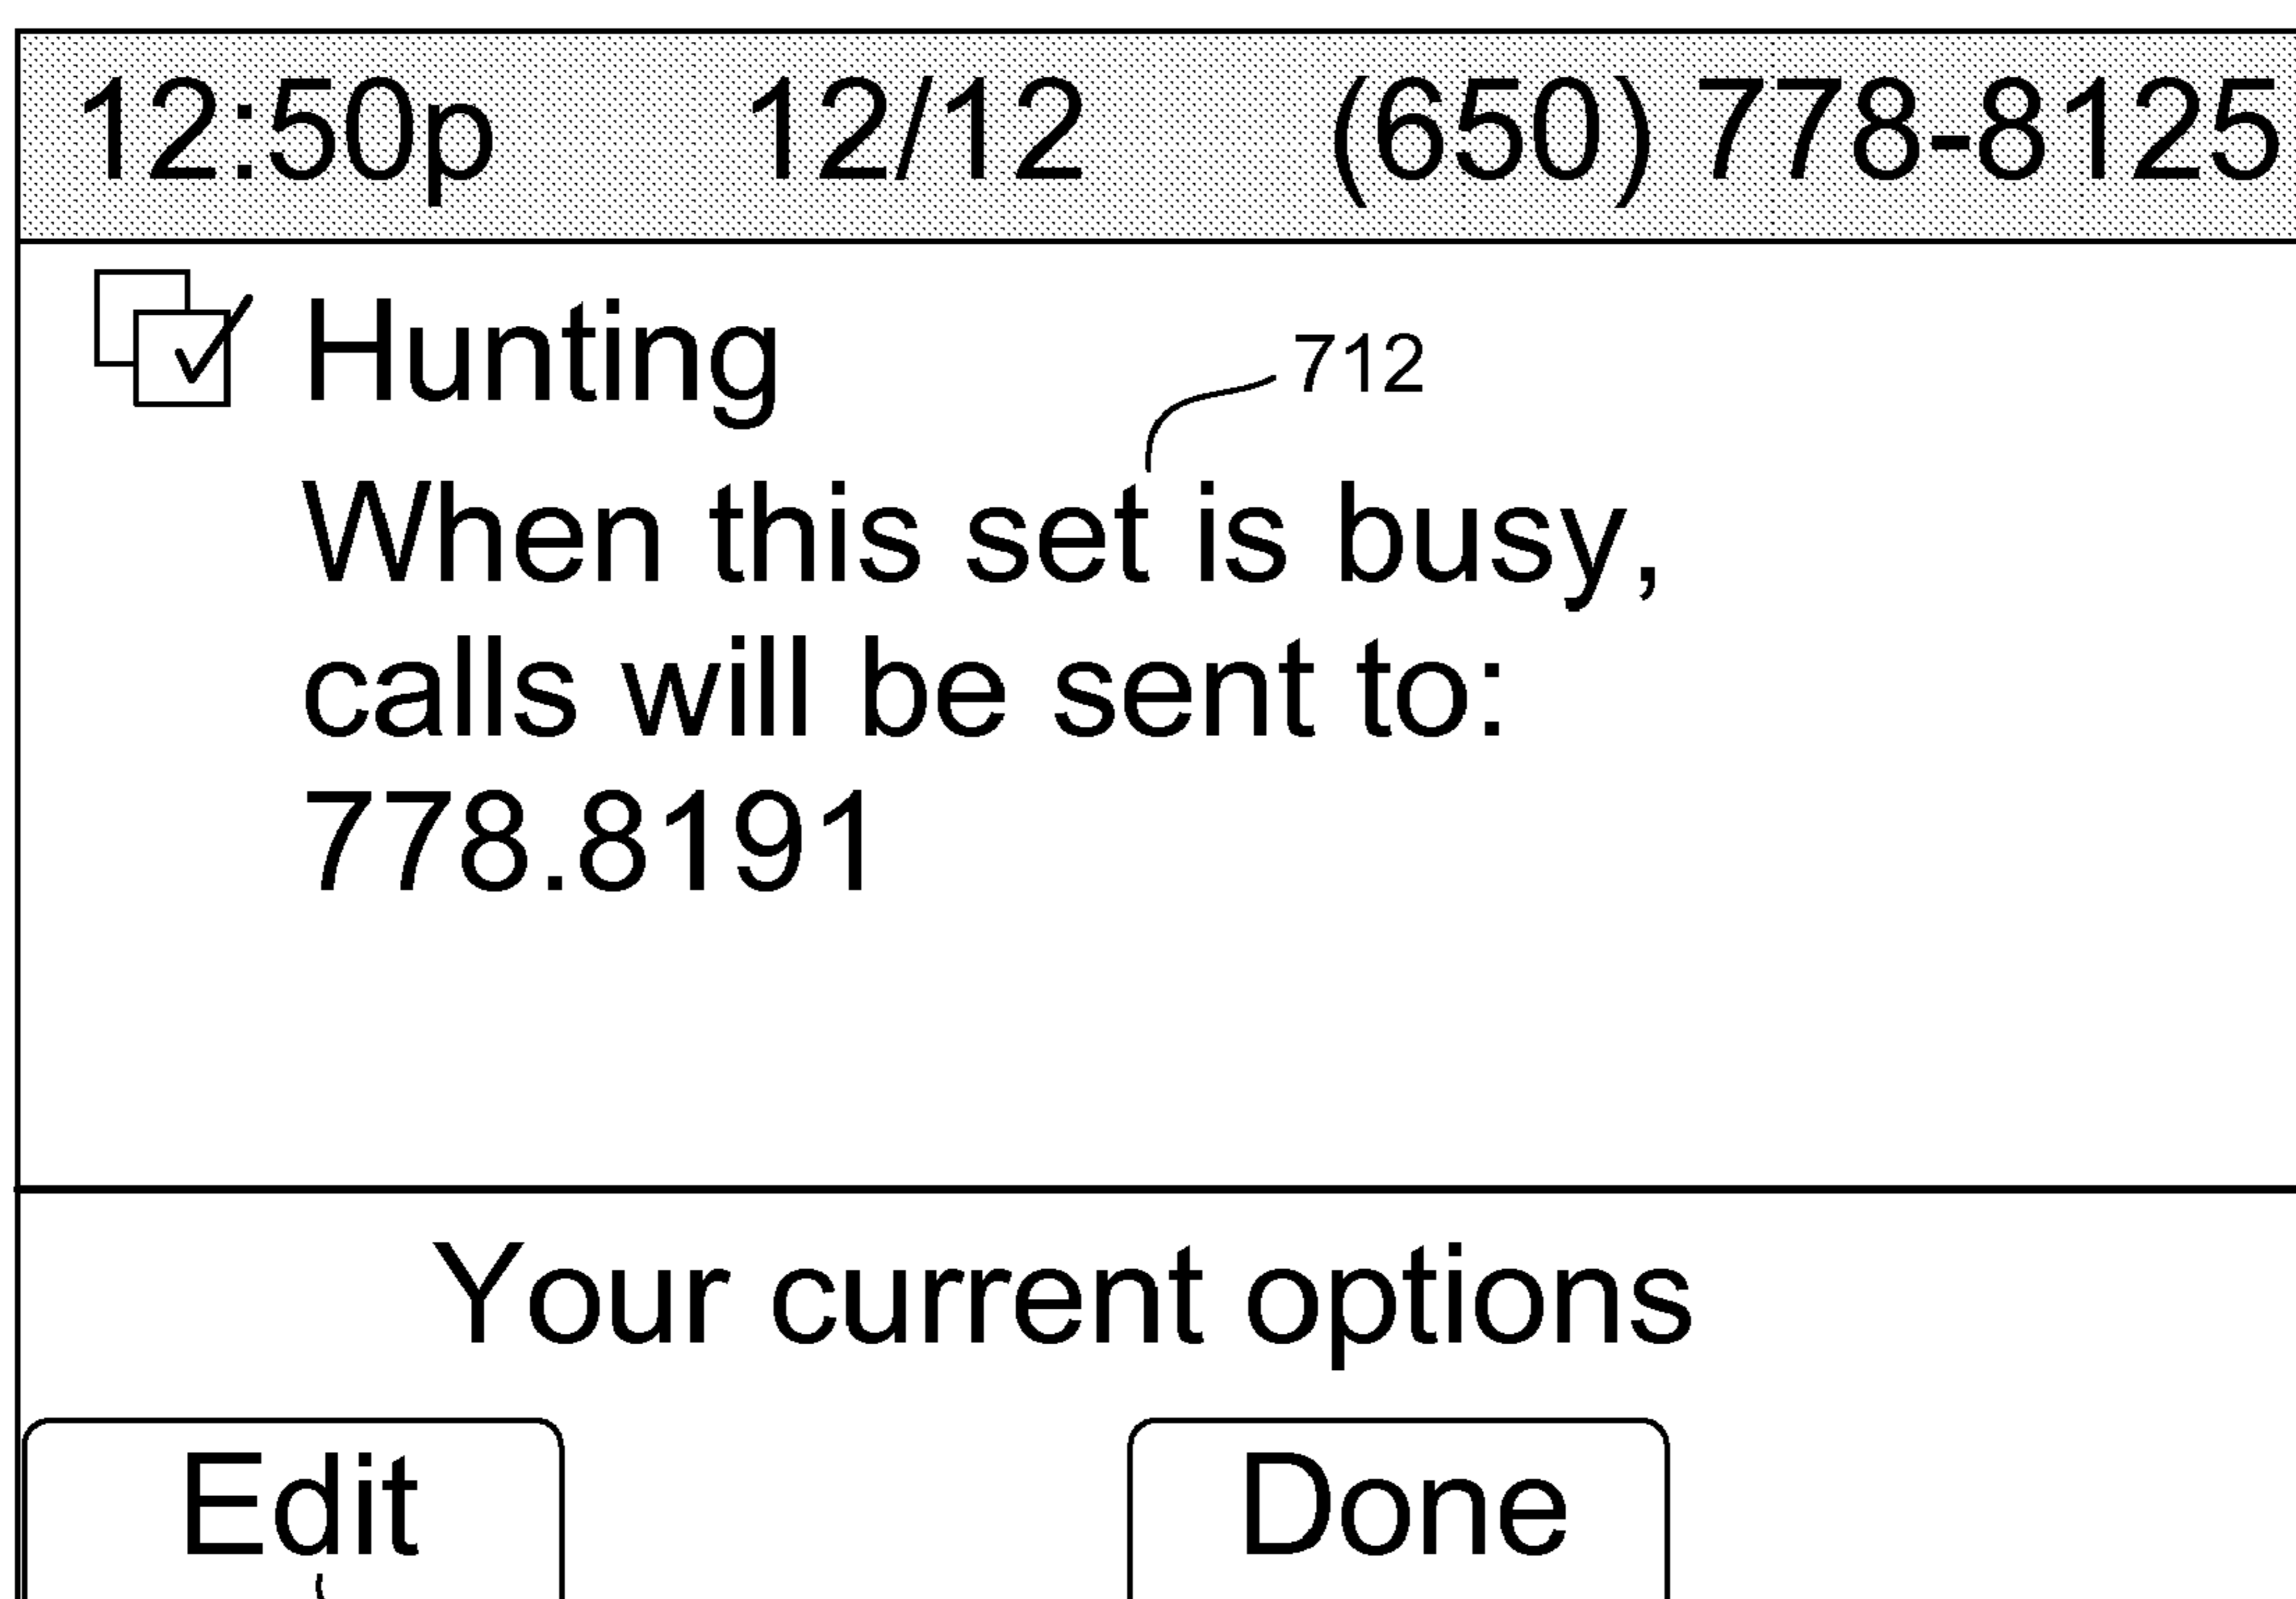 12:50p 12/12 (650) 778-8125
Hunting
712
When this set is busy,
calls will be sent to:
778.8191
Your current options
Edit Done